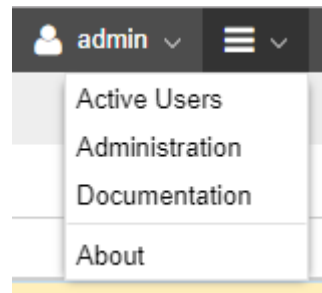 admin
Active Users
Administration
Documentation
About